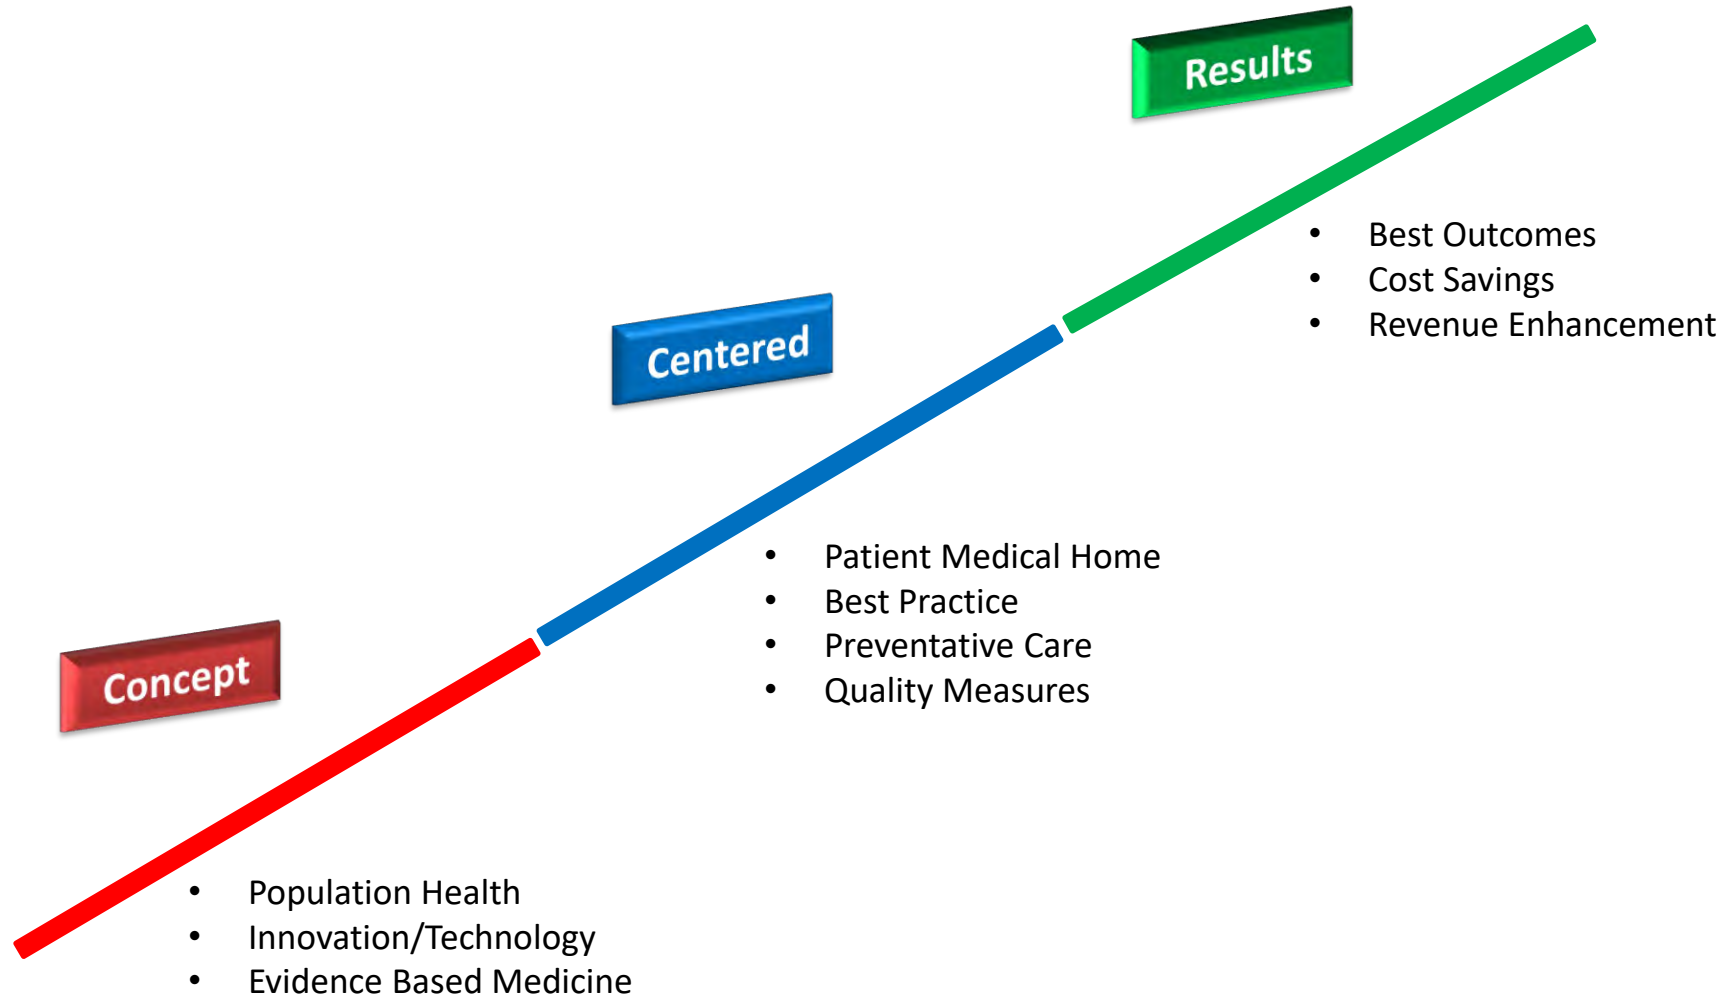 Results
• Best Outcomes
• Cost Savings
• Revenue Enhancement
Centered
• Patient Medical Home
• Best Practice
• Preventative Care
• Quality Measures
Concept
• Population Health
• Innovation/Technology
• Evidence Based Medicine